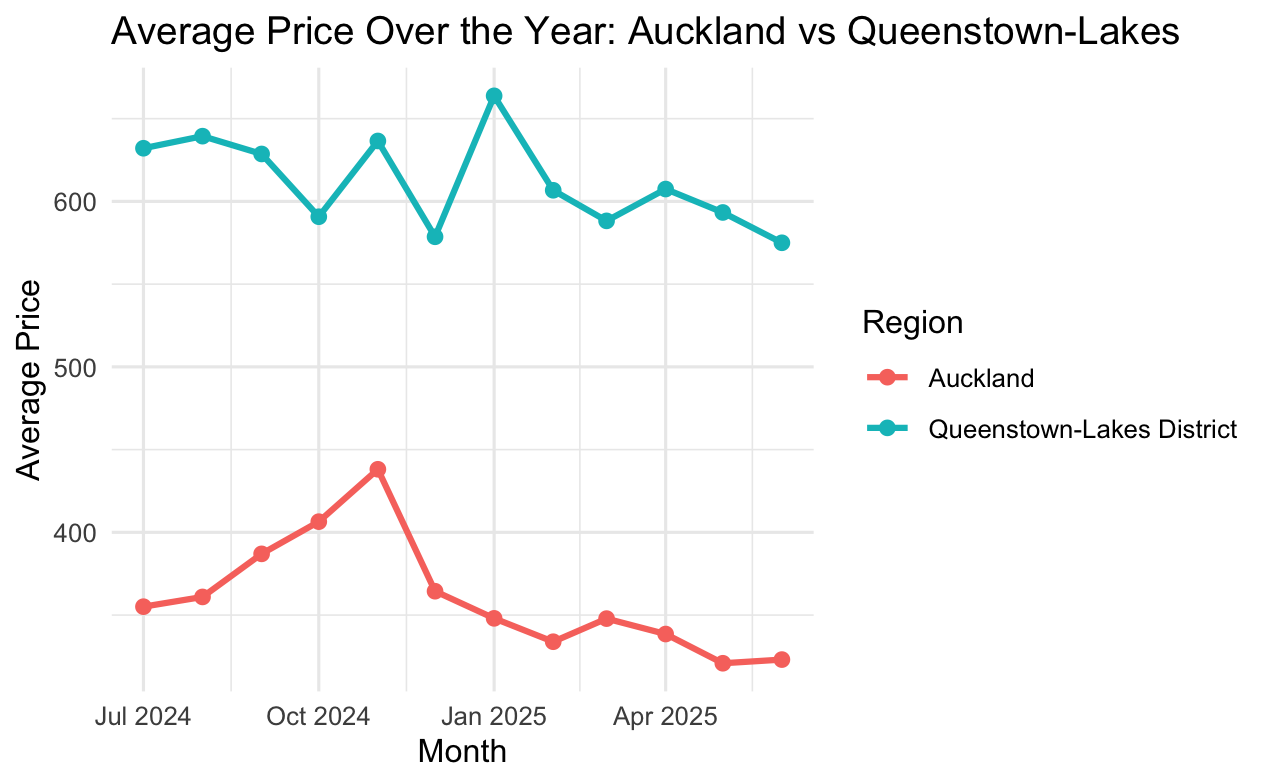 Average Price Over the Year: Auckland vs Queenstown-Lakes
Average Price
600
500
400
Jul 2024
Oct 2024
Jan 2025
Apr 2025
Month
Region
Auckland
Queenstown-Lakes District